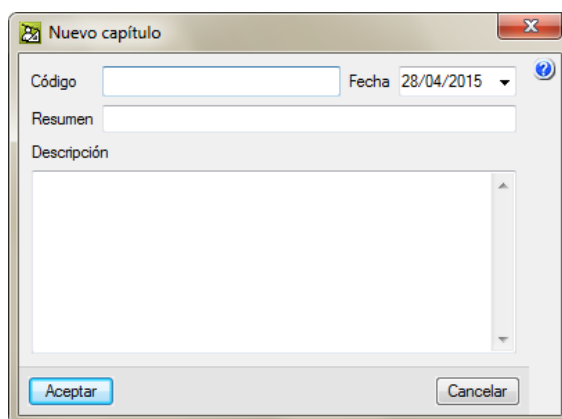 Nuevo capítulo
Código Fecha 28/04/2015
Resumen
Descripción
Aceptar Cancelar